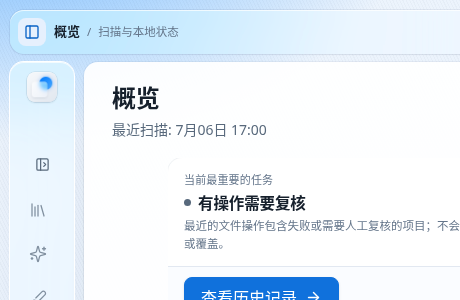 概览 / 扫描与本地状态
概览
最近扫描: 7月06日 17:00
当前最重要的任务
有操作需要复核
最近的文件操作包含失败或需要人工复核的项目；不会
或覆盖。
查看历史记录 →